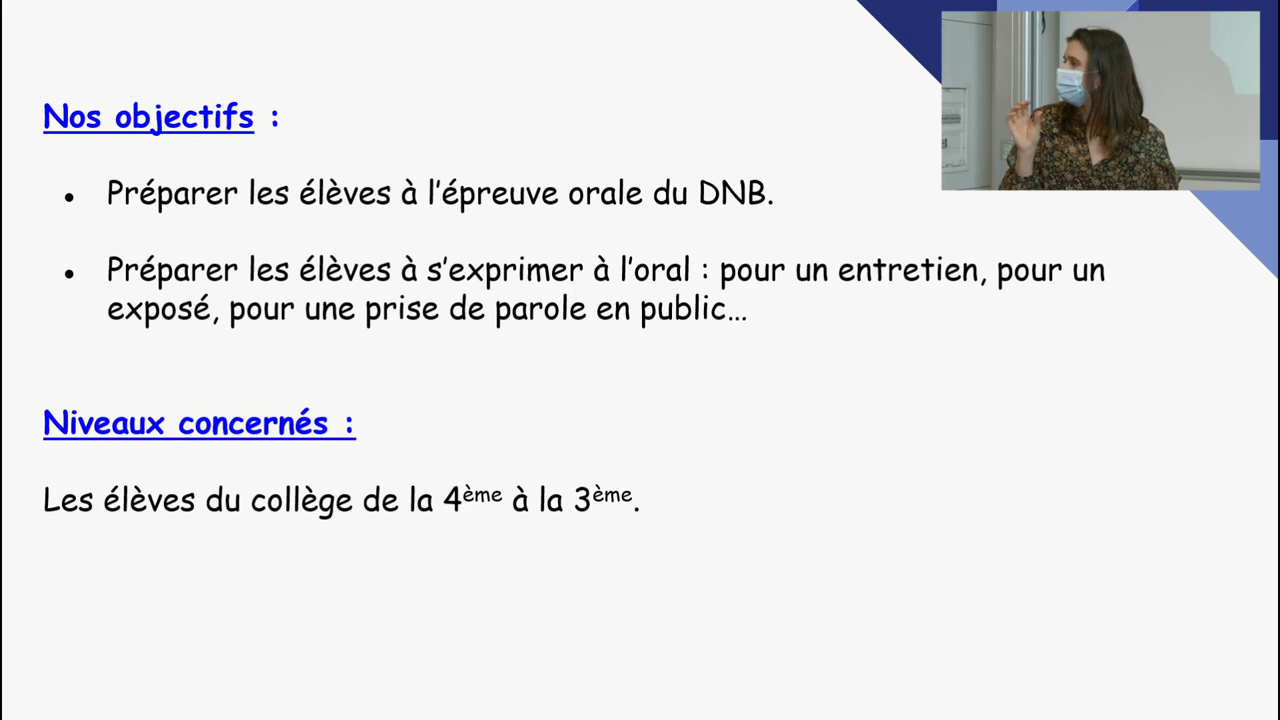 Nos objectifs :
• Préparer les élèves à l’épreuve orale du DNB.
• Préparer les élèves à s’exprimer à l’oral : pour un entretien, pour un
exposé, pour une prise de parole en public…
Niveaux concernés :
Les élèves du collège de la 4ème à la 3ème.